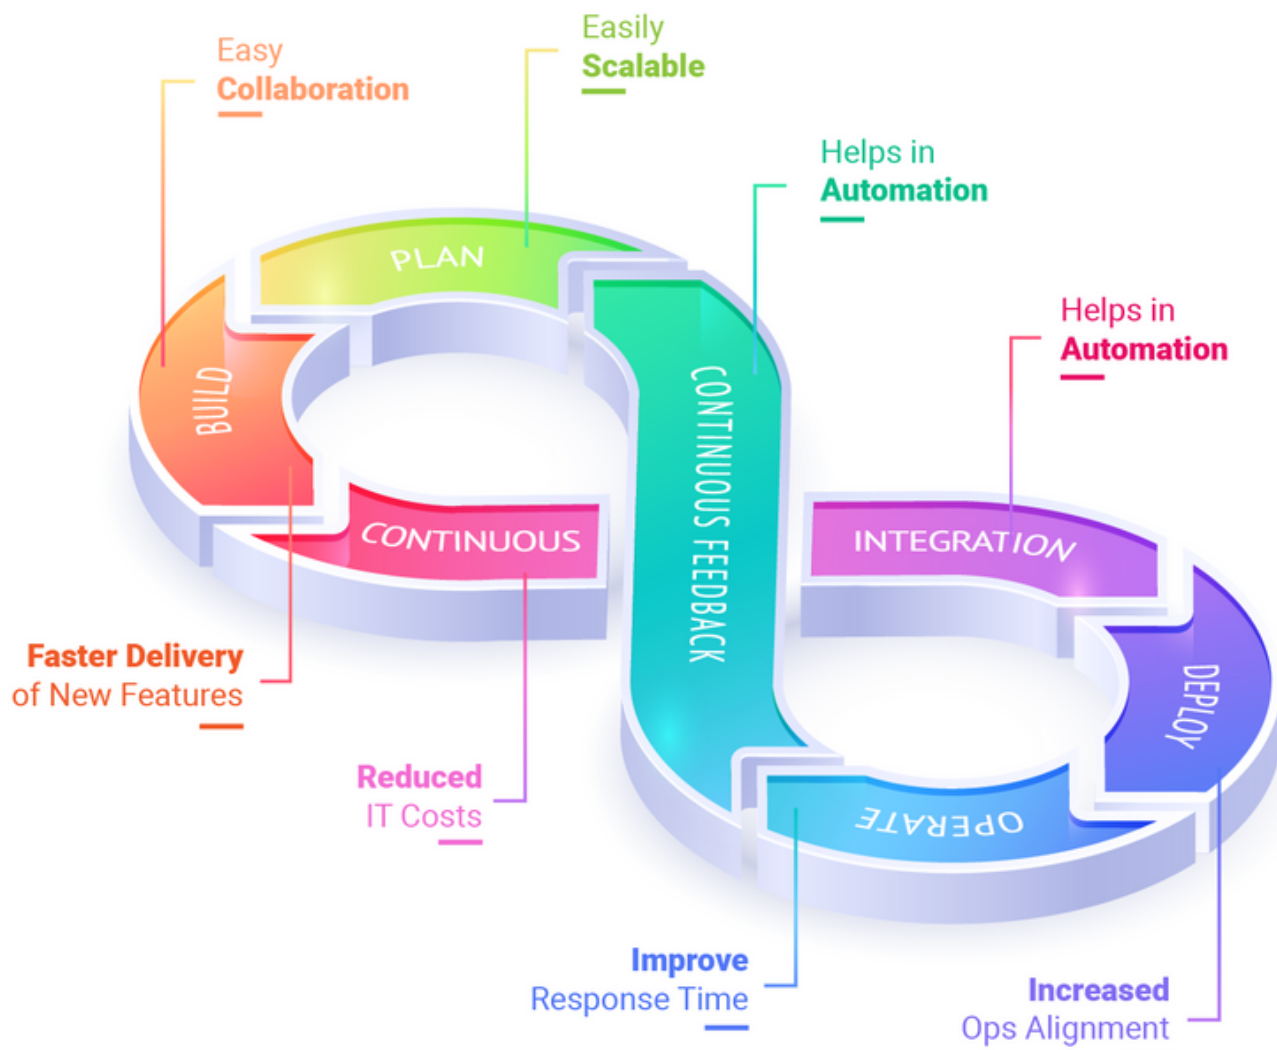 Easy
Collaboration
Easily
Scalable
Helps in
Automation
Helps in
Automation
PLAN
BUILD
CONTINUOUS
CONTINUOUS FEEDBACK
INTEGRATION
DEPLOY
OPERATE
Faster Delivery
of New Features
Reduced
IT Costs
Improve
Response Time
Increased
Ops Alignment